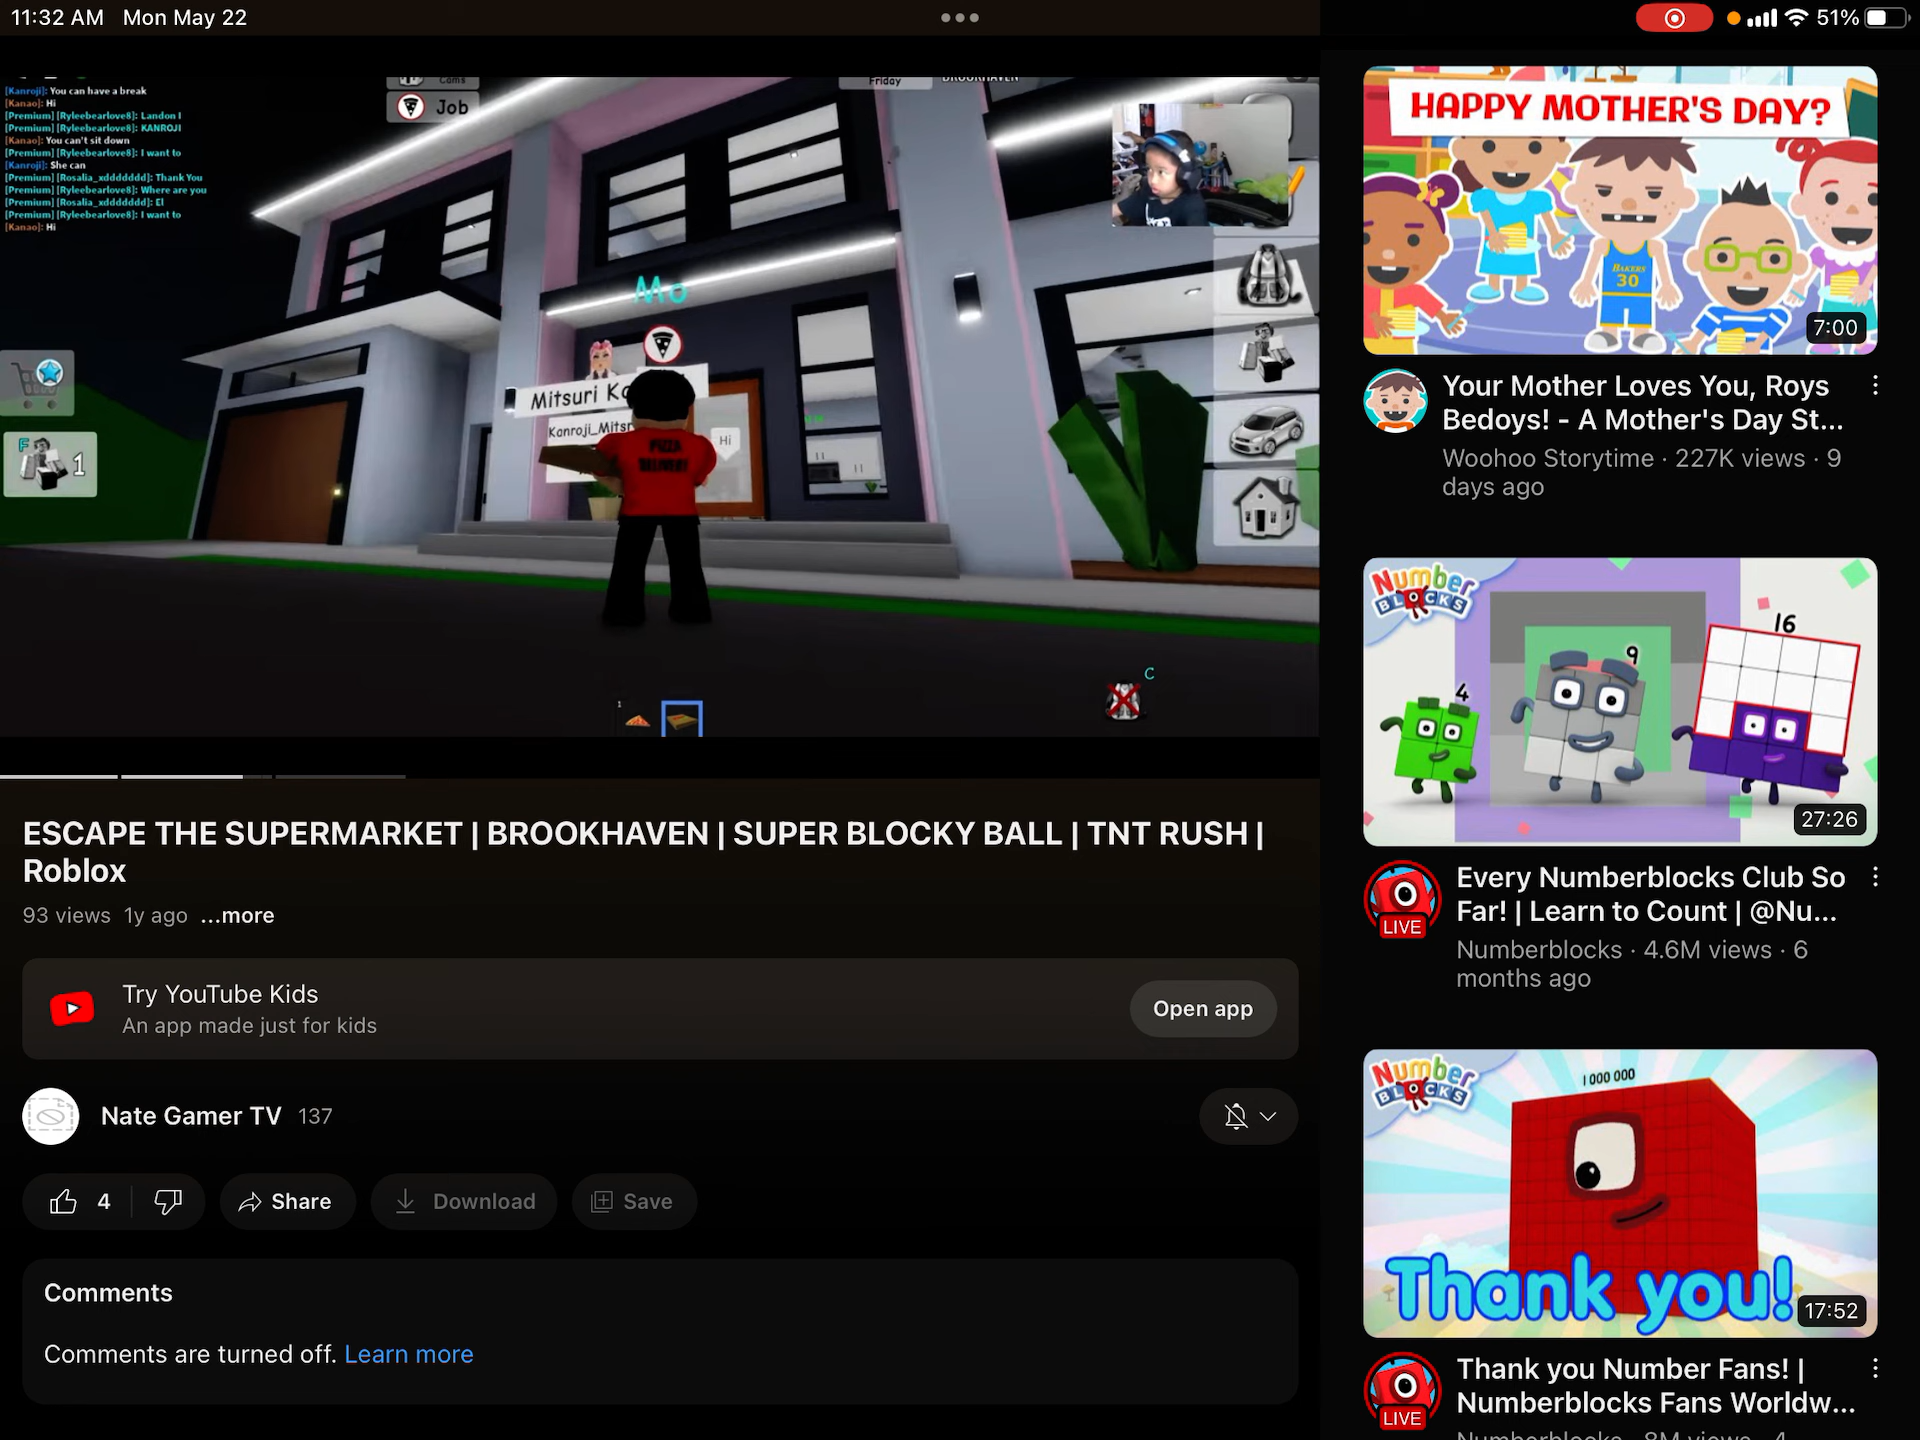 11:32 AM Mon May 22
51%
[Kanroji]: You can have a break
[Kanao]: Hi
[Premium] [Ryleebearlove8]: Landon I
[Premium] [Ryleebearlove8]: KANROJI
[Kanao]: You can't sit down
[Premium] [Ryleebearlove8]: I want to
[Kanroji]: She can
[Premium] [Rosalia_xddddddd]: Thank You
[Premium] [Ryleebearlove8]: Where are you
[Premium] [Rosalia_xddddddd]: El
[Premium] [Ryleebearlove8]: I want to
[Kanao]: Hi
Job
Friday
BROOKHAVEN
Mo
Mitsuri
Hi
PIZZA
DELIVERY
F
1
1
C
ESCAPE THE SUPERMARKET | BROOKHAVEN | SUPER BLOCKY BALL | TNT RUSH |
Roblox
93 views 1y ago ...more
Try YouTube Kids
An app made just for kids
Open app
Nate Gamer TV 137
4
Share
Download
Save
Comments
Comments are turned off. Learn more
HAPPY MOTHER'S DAY?
BAKERS
30
7:00
Your Mother Loves You, Roys
Bedoys! - A Mother's Day St...
Woohoo Storytime · 227K views · 9
days ago
Number
BLOCKS
4
9
16
27:26
LIVE
Every Numberblocks Club So
Far! | Learn to Count | @Nu...
Numberblocks · 4.6M views · 6
months ago
Number
BLOCKS
1 000 000
Thank you!
17:52
LIVE
Thank you Number Fans! |
Numberblocks Fans Worldw...
Numberblocks · 8M views · 4